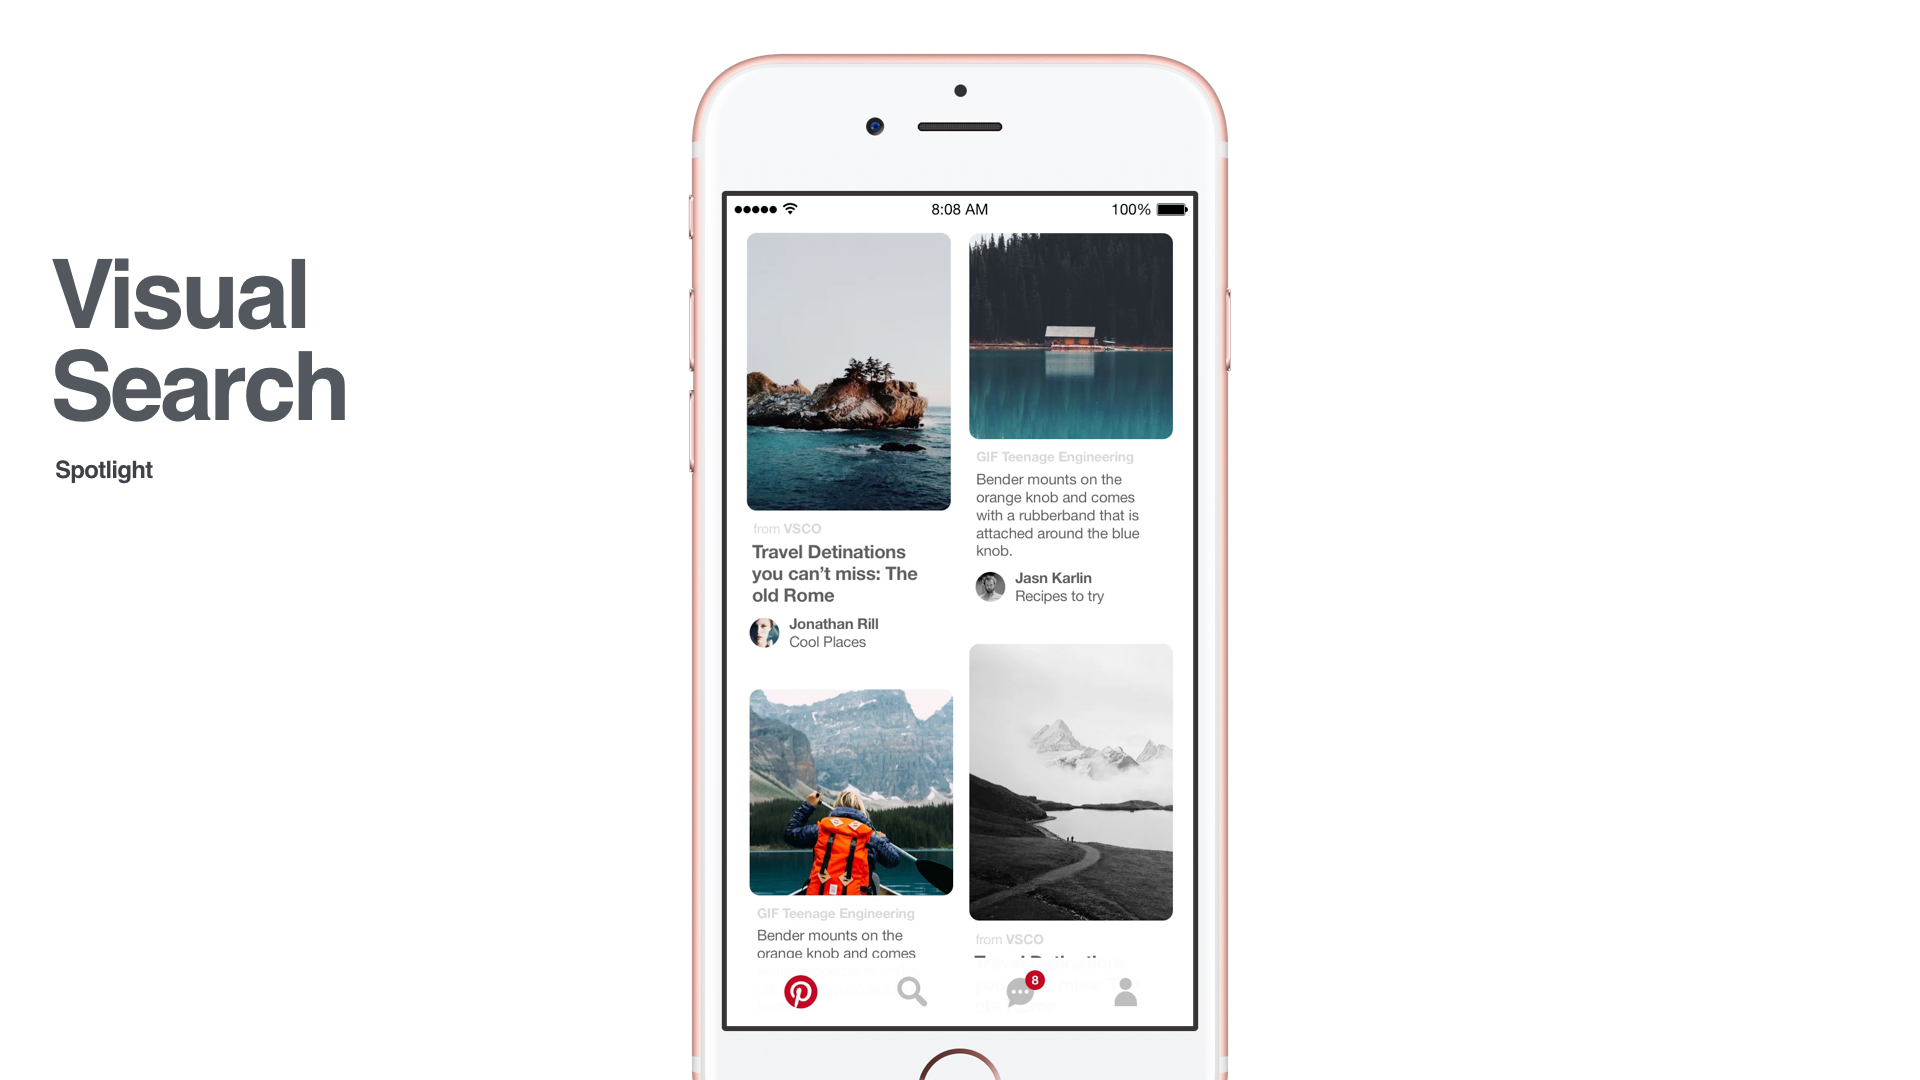 Visual
Search
Spotlight
8:08 AM
100%
from VSCO
Travel Detinations
you can’t miss: The
old Rome
Jonathan Rill
Cool Places
GIF Teenage Engineering
Bender mounts on the
orange knob and comes
with a rubberband that is
attached around the blue
knob.
Jasn Karlin
Recipes to try
GIF Teenage Engineering
Bender mounts on the
orange knob and comes
from VSCO
8